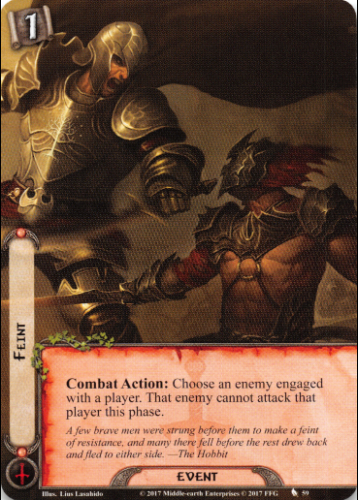 1
FEINT
Combat Action: Choose an enemy engaged
with a player. That enemy cannot attack that
player this phase.
A few brave men were strung before them to make a feint
of resistance, and many there fell before the rest drew back
and fled to either side. —The Hobbit
EVENT
Illus. Lius Lasahido
© 2017 Middle-earth Enterprises © 2017 FFG
59